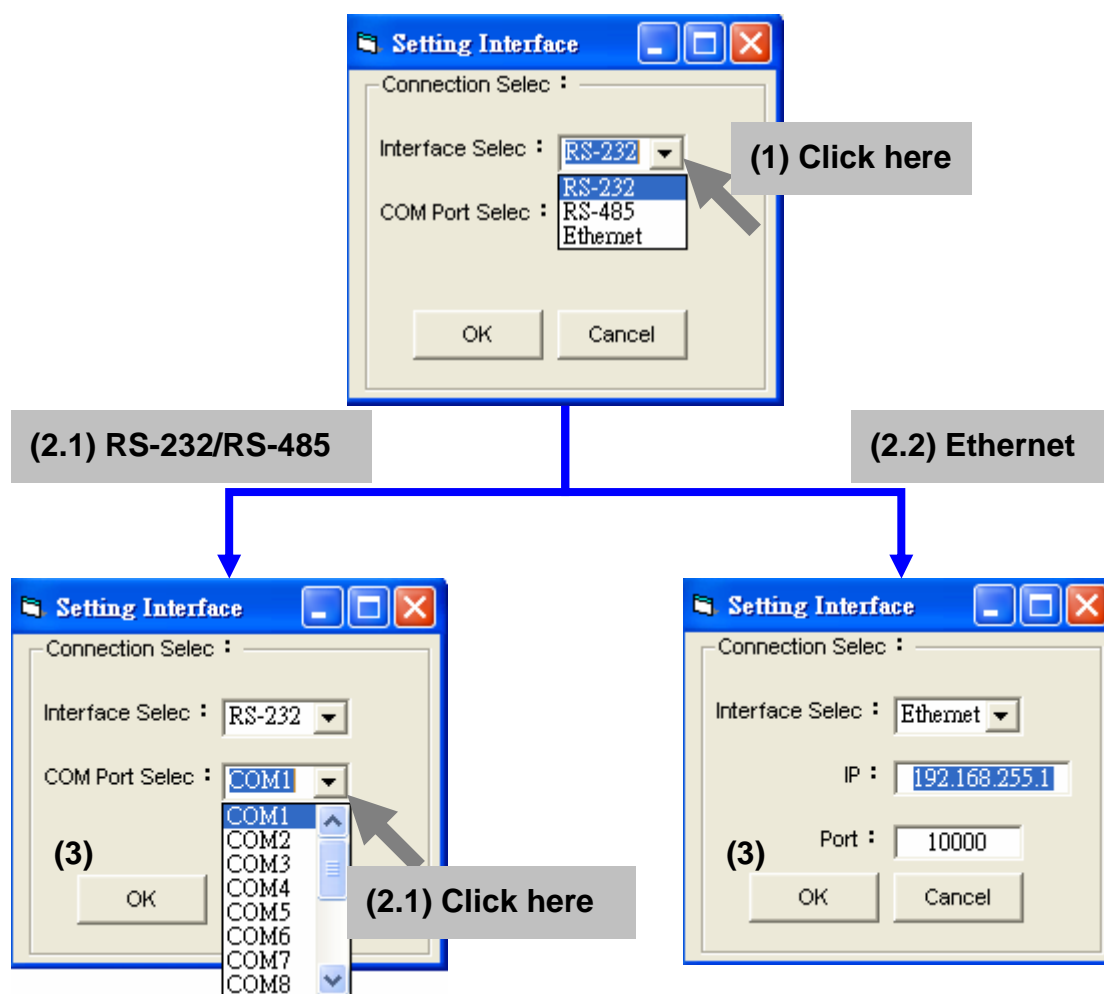 Setting Interface
Connection Selec：
Interface Selec： RS-232
(1) Click here
RS-232
COM Port Selec： RS-485
Ethernet
OK Cancel
(2.1) RS-232/RS-485
(2.2) Ethernet
Setting Interface
Connection Selec：
Interface Selec： RS-232
COM Port Selec： COM1
COM1
COM2
COM3
COM4
COM5
COM6
COM7
COM8
(3)
OK
(2.1) Click here
Setting Interface
Connection Selec：
Interface Selec： Ethernet
IP： 192.168.255.1
Port： 10000
(3)
OK Cancel